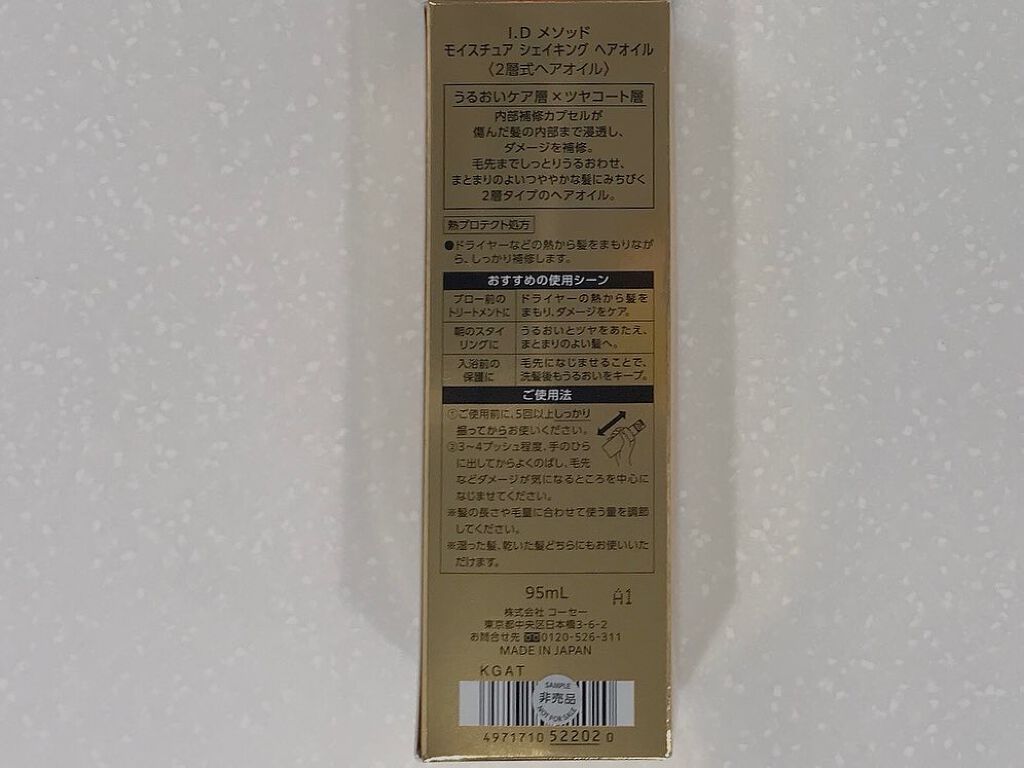 I.D メソッド
モイスチュア シェイキング ヘアオイル
〈2層式ヘアオイル〉
うるおいケア層×ツヤコート層
内部補修カプセルが
傷んだ髪の内部まで浸透し、
ダメージを補修。
毛先までしっとりうるおわせ、
まとまりのよいつややかな髪にみちびく
2層タイプのヘアオイル。
熱プロテクト処方
●ドライヤーなどの熱から髪をまもりなが
ら、しっかり補修します。
おすすめの使用シーン
ブロー前の
トリートメントに
ドライヤーの熱から髪を
まもり、ダメージをケア。
朝のスタイ
リングに
うるおいとツヤをあたえ、
まとまりのよい髪へ。
入浴前の
保護に
毛先になじませることで、
洗髪後もうるおいをキープ。
ご使用法
①ご使用前に、5回以上しっかり
振ってからお使いください。
②3〜4プッシュ程度、手のひら
に出してからよくのばし、毛先
などダメージが気になるところを中心に
なじませてください。
※髪の長さや毛量に合わせて使う量を調節
してください。
※湿った髪、乾いた髪どちらにもお使いいた
だけます。
95mL
A1
株式会社 コーセー
東京都中央区日本橋3-6-2
お問合せ先 0120-526-311
MADE IN JAPAN
KGAT
SAMPLE
非売品
NOT FOR SALE
4971710 52202 0